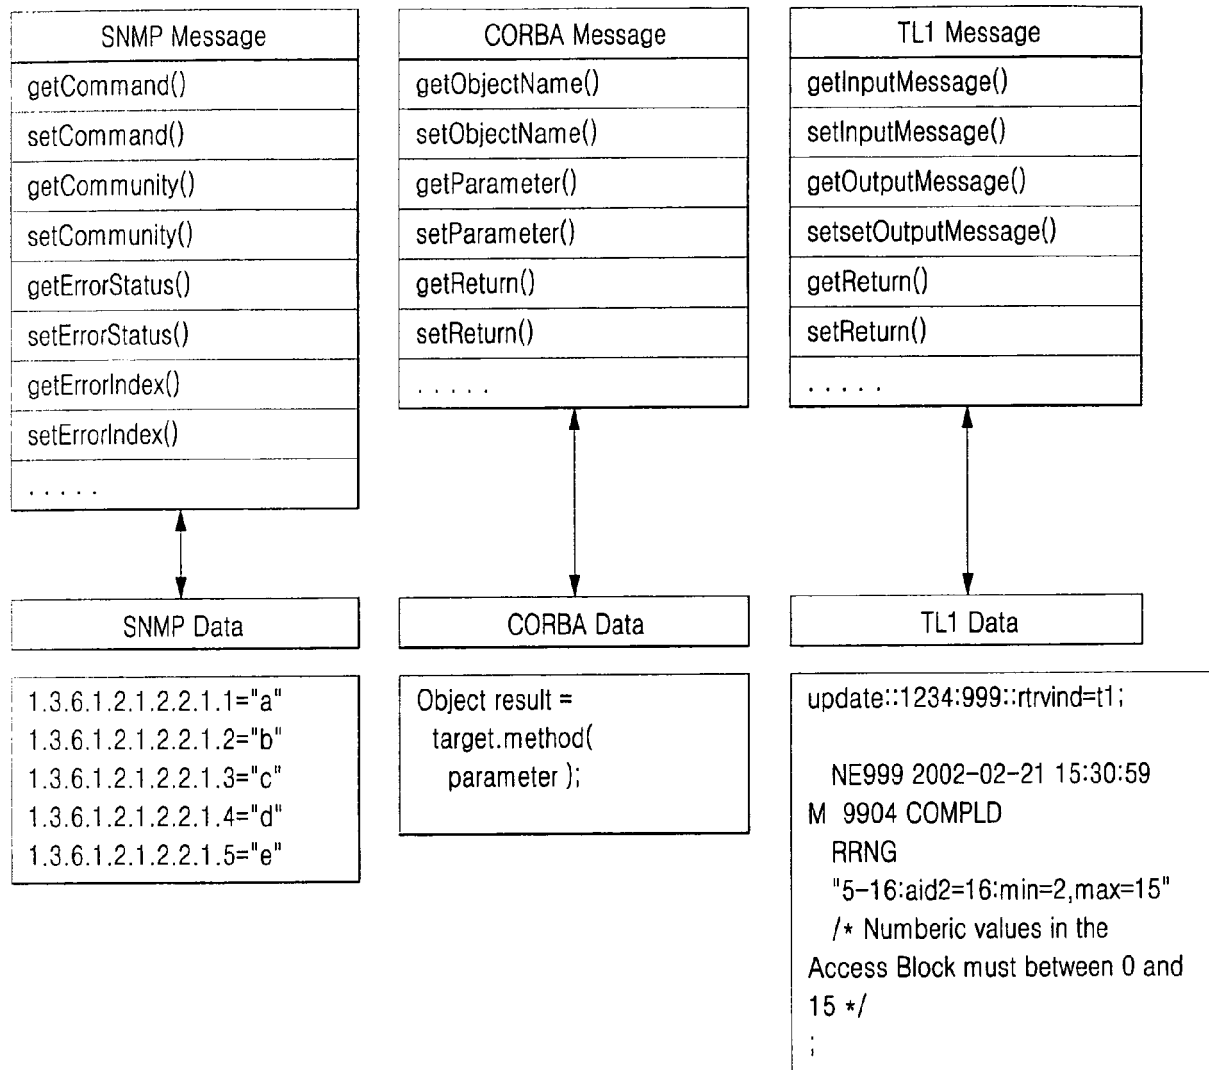 SNMP Message
getCommand()
setCommand()
getCommunity()
setCommunity()
getErrorStatus()
setErrorStatus()
getErrorIndex()
setErrorIndex()
. . . . .
SNMP Data
1.3.6.1.2.1.2.2.1.1="a"
1.3.6.1.2.1.2.2.1.2="b"
1.3.6.1.2.1.2.2.1.3="c"
1.3.6.1.2.1.2.2.1.4="d"
1.3.6.1.2.1.2.2.1.5="e"
CORBA Message
getObjectName()
setObjectName()
getParameter()
setParameter()
getReturn()
setReturn()
. . . . .
CORBA Data
Object result =
target.method(
parameter );
TL1 Message
getInputMessage()
setInputMessage()
getOutputMessage()
setsetOutputMessage()
getReturn()
setReturn()
. . . . .
TL1 Data
update::1234:999::rtrvind=t1;
NE999 2002-02-21 15:30:59
M 9904 COMPLD
RRNG
"5-16:aid2=16:min=2,max=15"
/* Numberic values in the
Access Block must between 0 and
15 */
;